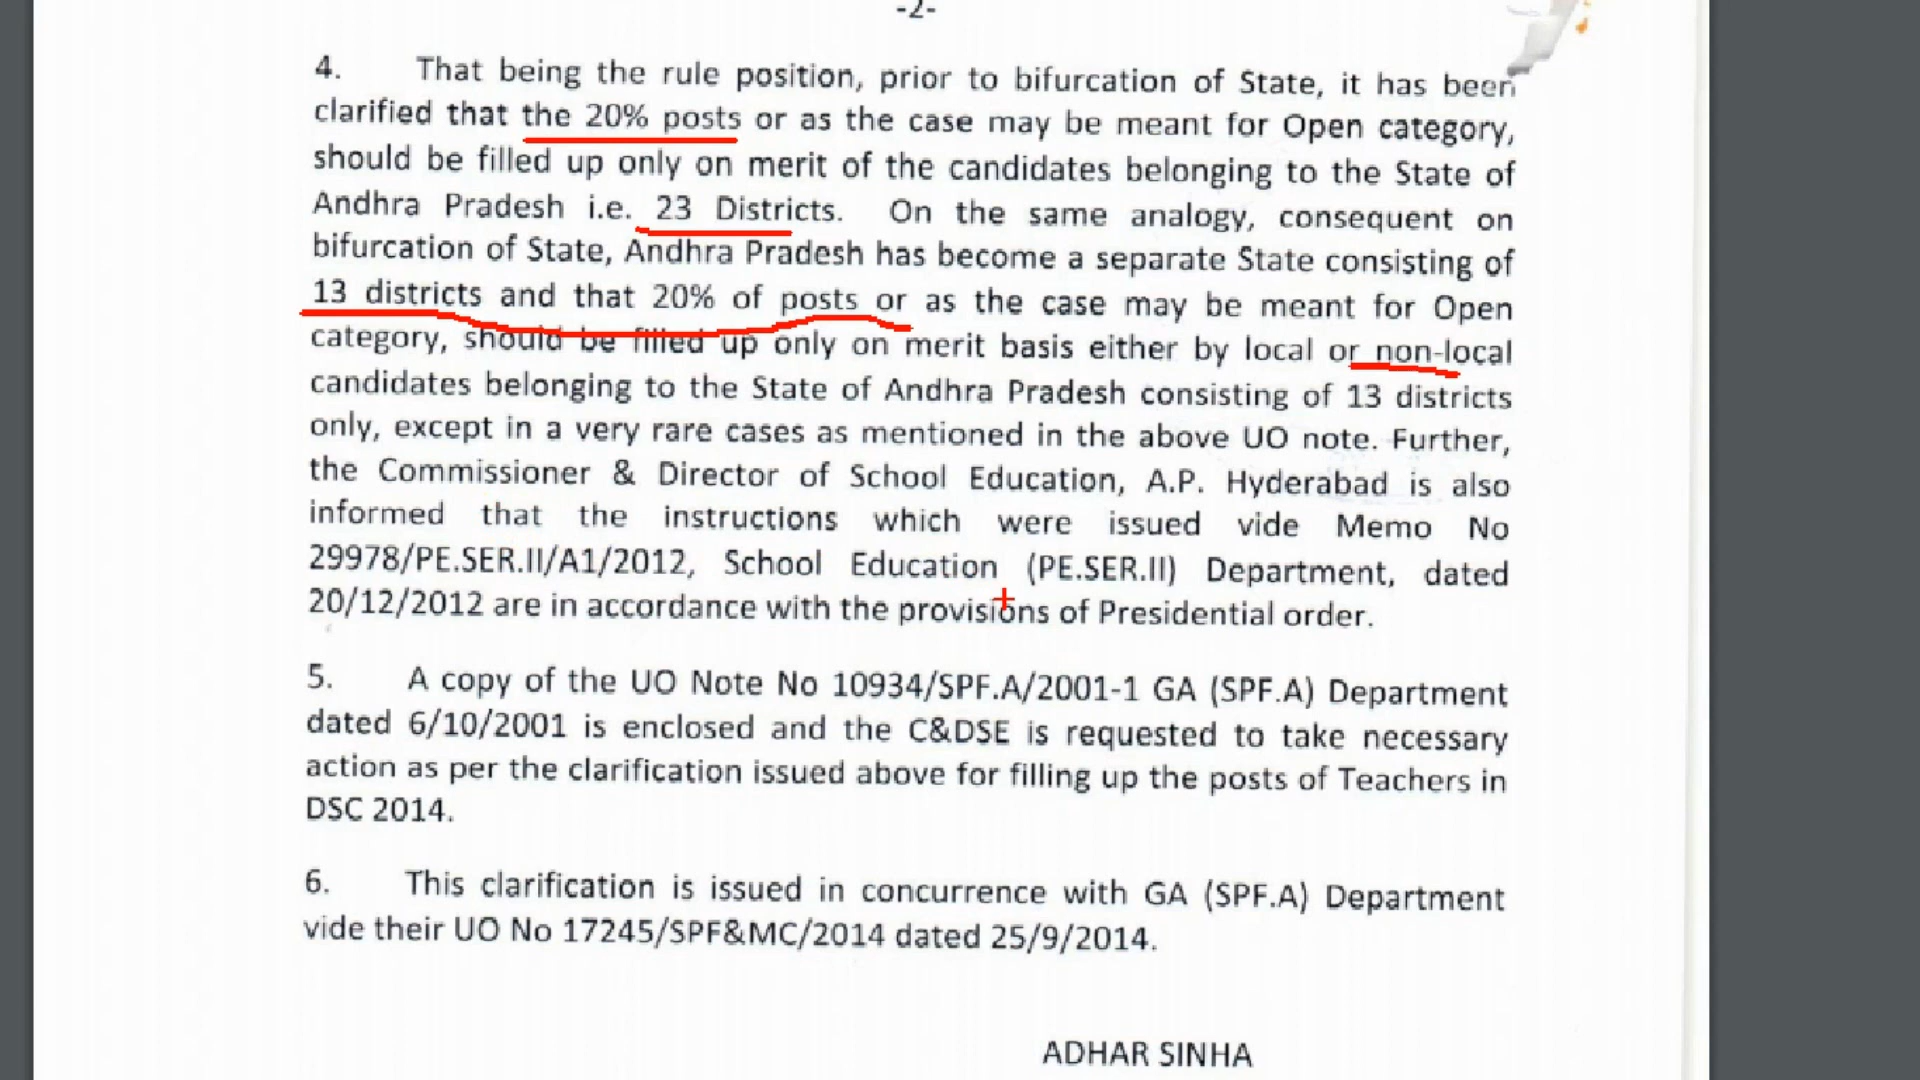 -2-
4. That being the rule position, prior to bifurcation of State, it has been
clarified that the 20% posts or as the case may be meant for Open category,
should be filled up only on merit of the candidates belonging to the State of
Andhra Pradesh i.e. 23 Districts. On the same analogy, consequent on
bifurcation of State, Andhra Pradesh has become a separate State consisting of
13 districts and that 20% of posts or as the case may be meant for Open
category, should be filled up only on merit basis either by local or non-local
candidates belonging to the State of Andhra Pradesh consisting of 13 districts
only, except in a very rare cases as mentioned in the above UO note. Further,
the Commissioner & Director of School Education, A.P. Hyderabad is also
informed that the instructions which were issued vide Memo No
29978/PE.SER.II/A1/2012, School Education (PE.SER.II) Department, dated
20/12/2012 are in accordance with the provisions of Presidential order.
5. A copy of the UO Note No 10934/SPF.A/2001-1 GA (SPF.A) Department
dated 6/10/2001 is enclosed and the C&DSE is requested to take necessary
action as per the clarification issued above for filling up the posts of Teachers in
DSC 2014.
6. This clarification is issued in concurrence with GA (SPF.A) Department
vide their UO No 17245/SPF&MC/2014 dated 25/9/2014.
ADHAR SINHA